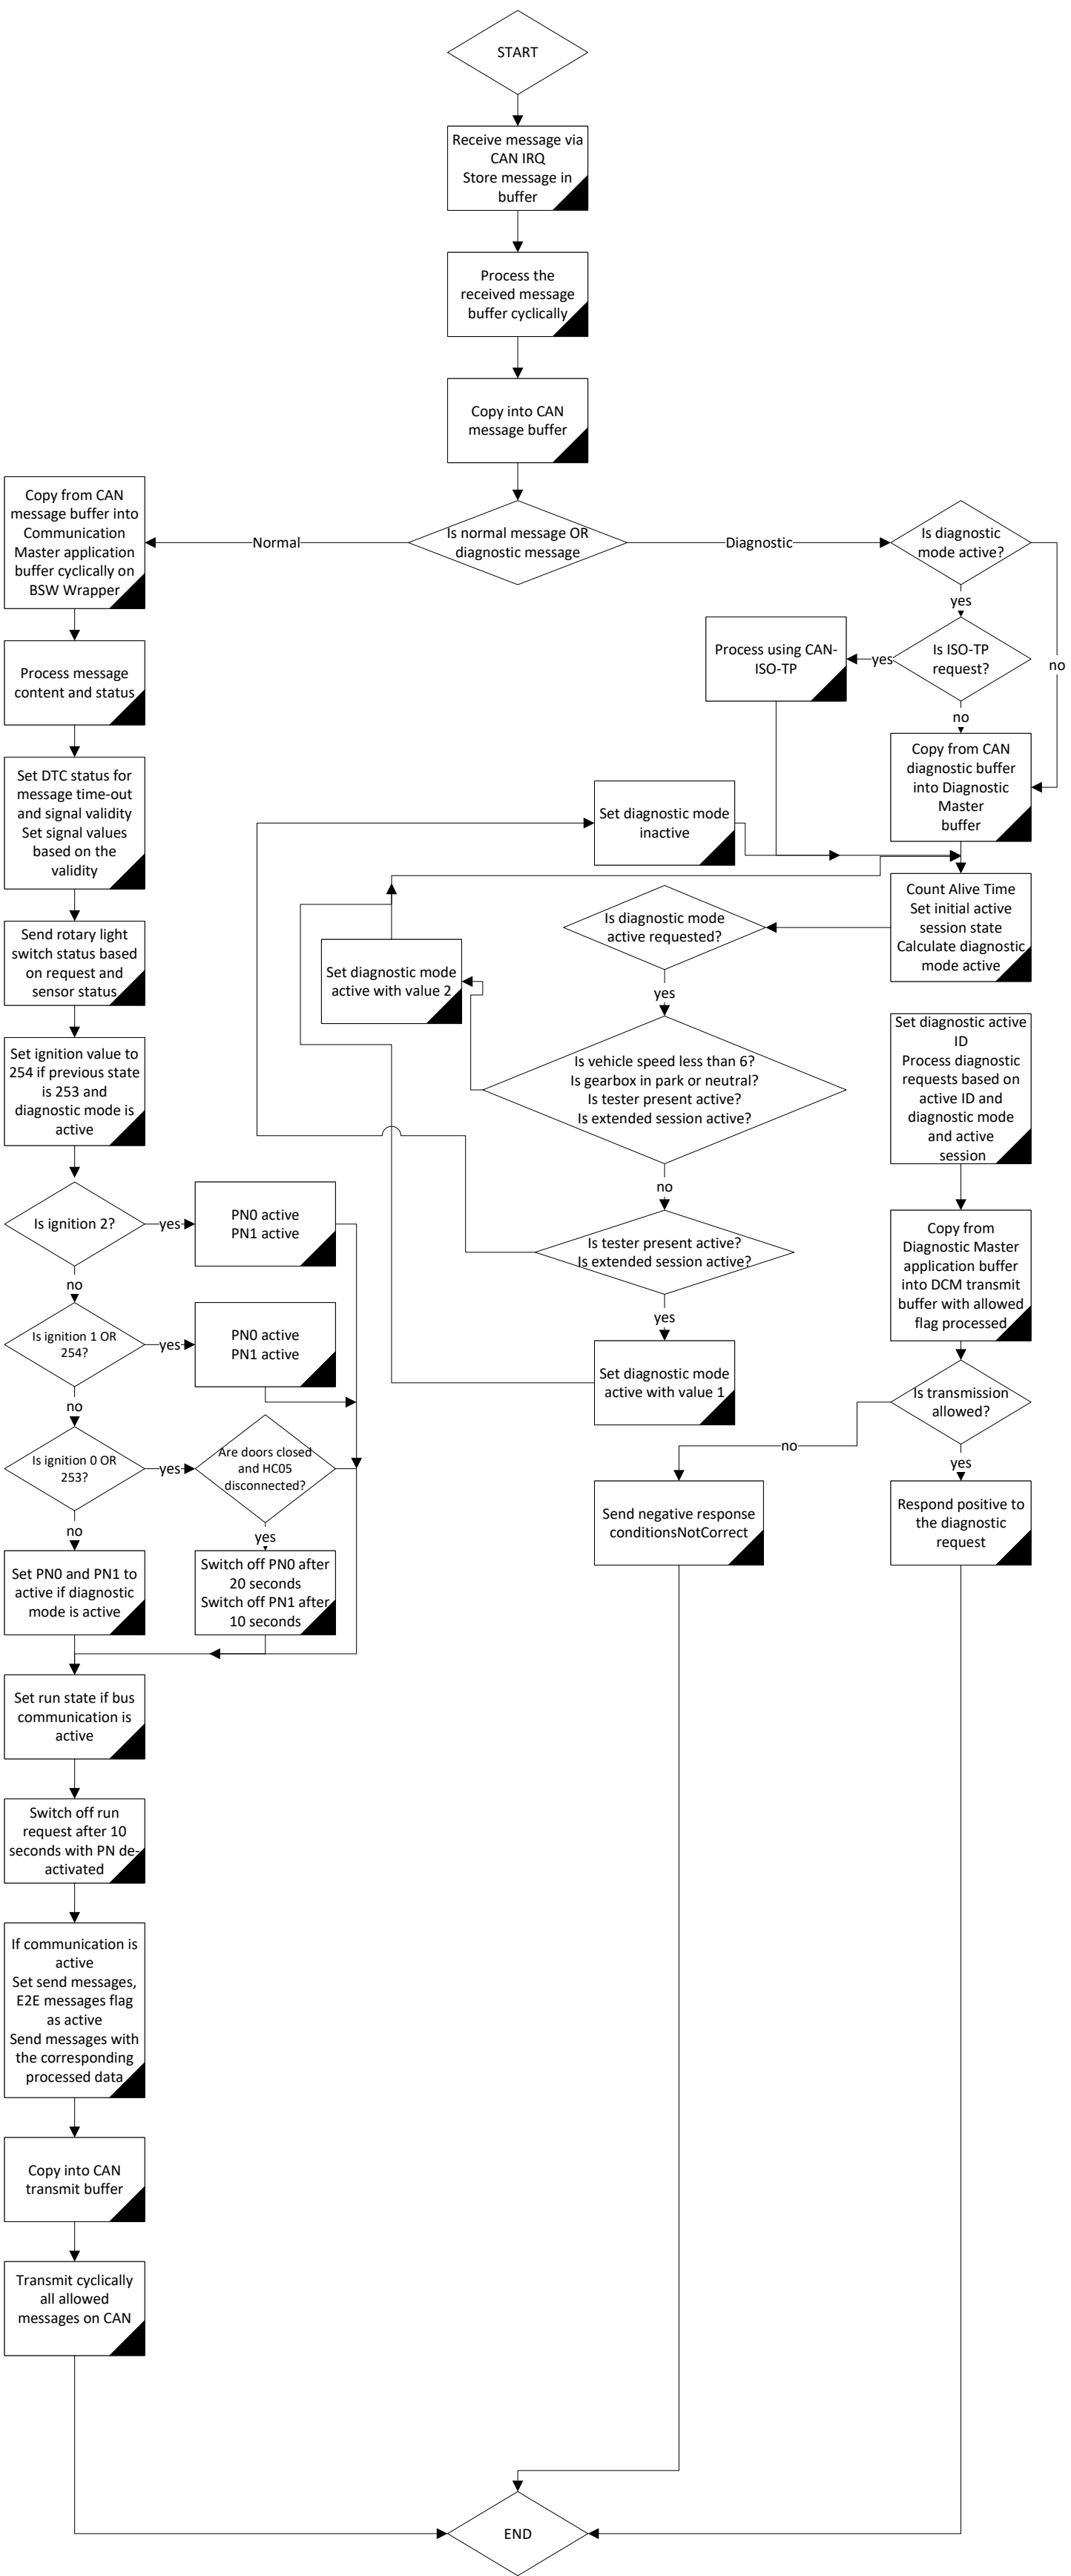 START
Receive message via
CAN IRQ
Store message in
buffer
Process the
received message
buffer cyclically
Copy into CAN
message buffer
Is normal message OR
diagnostic message
Normal
Diagnostic
Copy from CAN
message buffer into
Communication
Master application
buffer cyclically on
BSW Wrapper
Process message
content and status
Set DTC status for
message time-out
and signal validity
Set signal values
based on the
validity
Send rotary light
switch status based
on request and
sensor status
Set ignition value to
254 if previous state
is 253 and
diagnostic mode is
active
Is ignition 2?
yes
PN0 active
PN1 active
no
Is ignition 1 OR
254?
yes
PN0 active
PN1 active
no
Is ignition 0 OR
253?
yes
Are doors closed
and HC05
disconnected?
yes
Switch off PN0 after
20 seconds
Switch off PN1 after
10 seconds
no
Set PN0 and PN1 to
active if diagnostic
mode is active
Set run state if bus
communication is
active
Switch off run
request after 10
seconds with PN de-
activated
If communication is
active
Set send messages,
E2E messages flag
as active
Send messages with
the corresponding
processed data
Copy into CAN
transmit buffer
Transmit cyclically
all allowed
messages on CAN
Is diagnostic
mode active?
yes
no
Is ISO-TP
request?
yes
Process using CAN-
ISO-TP
no
Copy from CAN
diagnostic buffer
into Diagnostic
Master
buffer
Set diagnostic mode
inactive
Count Alive Time
Set initial active
session state
Calculate diagnostic
mode active
Is diagnostic mode
active requested?
yes
Set diagnostic mode
active with value 2
Is vehicle speed less than 6?
Is gearbox in park or neutral?
Is tester present active?
Is extended session active?
no
Is tester present active?
Is extended session active?
yes
Set diagnostic mode
active with value 1
Set diagnostic active
ID
Process diagnostic
requests based on
active ID and
diagnostic mode
and active
session
Copy from
Diagnostic Master
application buffer
into DCM transmit
buffer with allowed
flag processed
Is transmission
allowed?
no
yes
Send negative response
conditionsNotCorrect
Respond positive to
the diagnostic
request
END